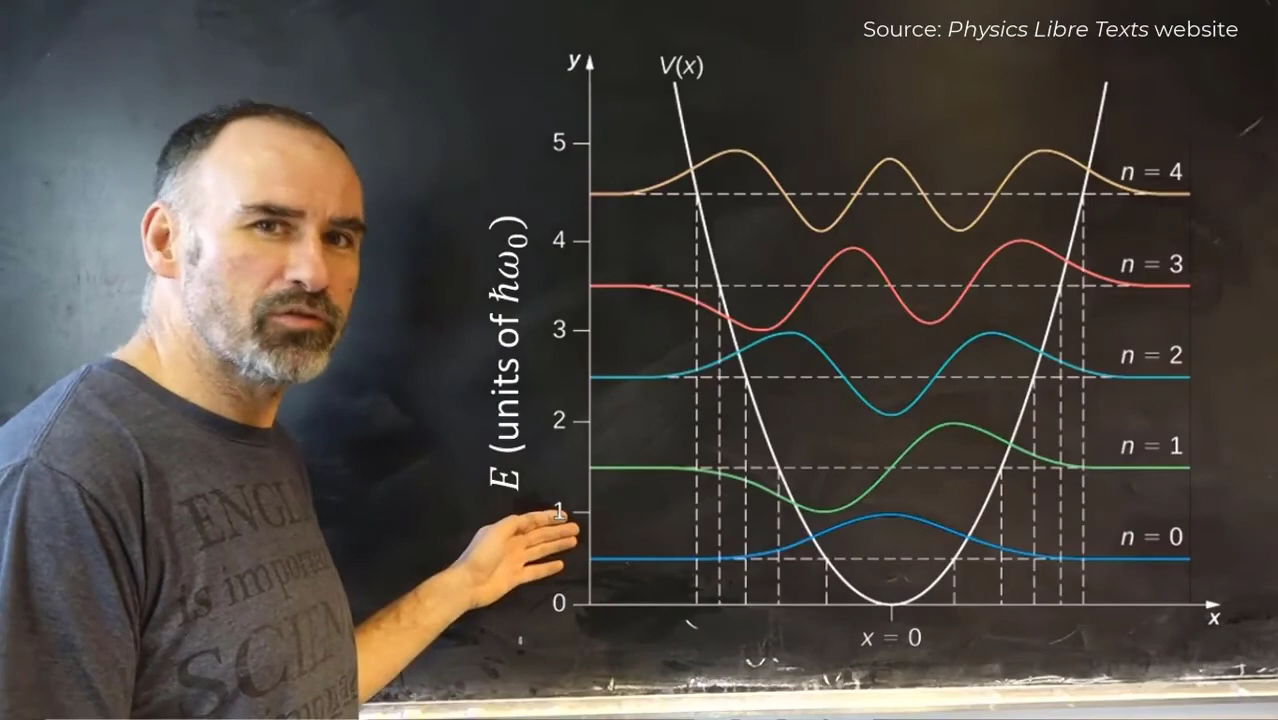 Source: Physics Libre Texts website
y
V(x)
5
4
3
2
1
0
E (units of ħω₀)
n = 4
n = 3
n = 2
n = 1
n = 0
x = 0
x
ENGL
is importa
SCIEN